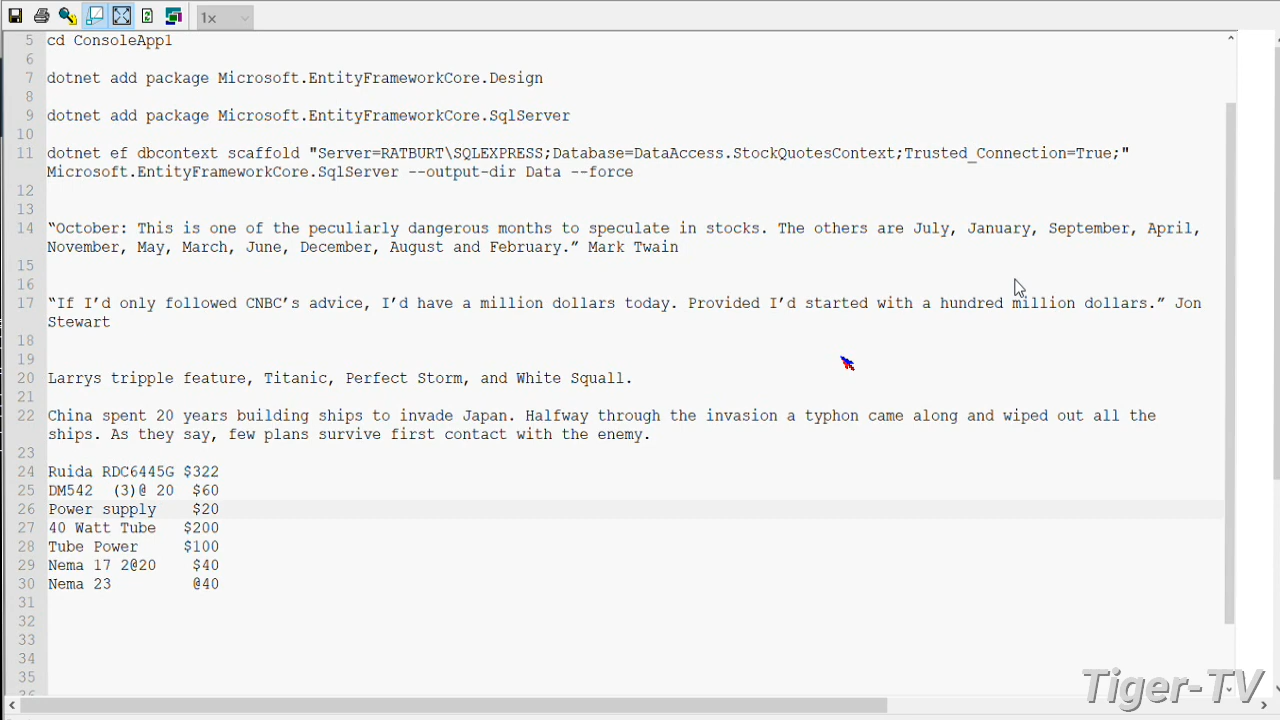 1x
5 cd ConsoleApp1
6
7 dotnet add package Microsoft.EntityFrameworkCore.Design
8
9 dotnet add package Microsoft.EntityFrameworkCore.SqlServer
10
11 dotnet ef dbcontext scaffold "Server=RATBURT\SQLEXPRESS;Database=DataAccess.StockQuotesContext;Trusted_Connection=True;"
Microsoft.EntityFrameworkCore.SqlServer --output-dir Data --force
12
13
14 “October: This is one of the peculiarly dangerous months to speculate in stocks. The others are July, January, September, April,
November, May, March, June, December, August and February.” Mark Twain
15
16
17 “If I’d only followed CNBC’s advice, I’d have a million dollars today. Provided I’d started with a hundred million dollars.” Jon
Stewart
18
19
20 Larrys tripple feature, Titanic, Perfect Storm, and White Squall.
21
22 China spent 20 years building ships to invade Japan. Halfway through the invasion a typhon came along and wiped out all the
ships. As they say, few plans survive first contact with the enemy.
23
24 Ruida RDC6445G $322
25 DM542  (3)@ 20  $60
26 Power supply    $20
27 40 Watt Tube   $200
28 Tube Power     $100
29 Nema 17 2@20    $40
30 Nema 23         @40
31
32
33
34
35
36
Tiger-TV